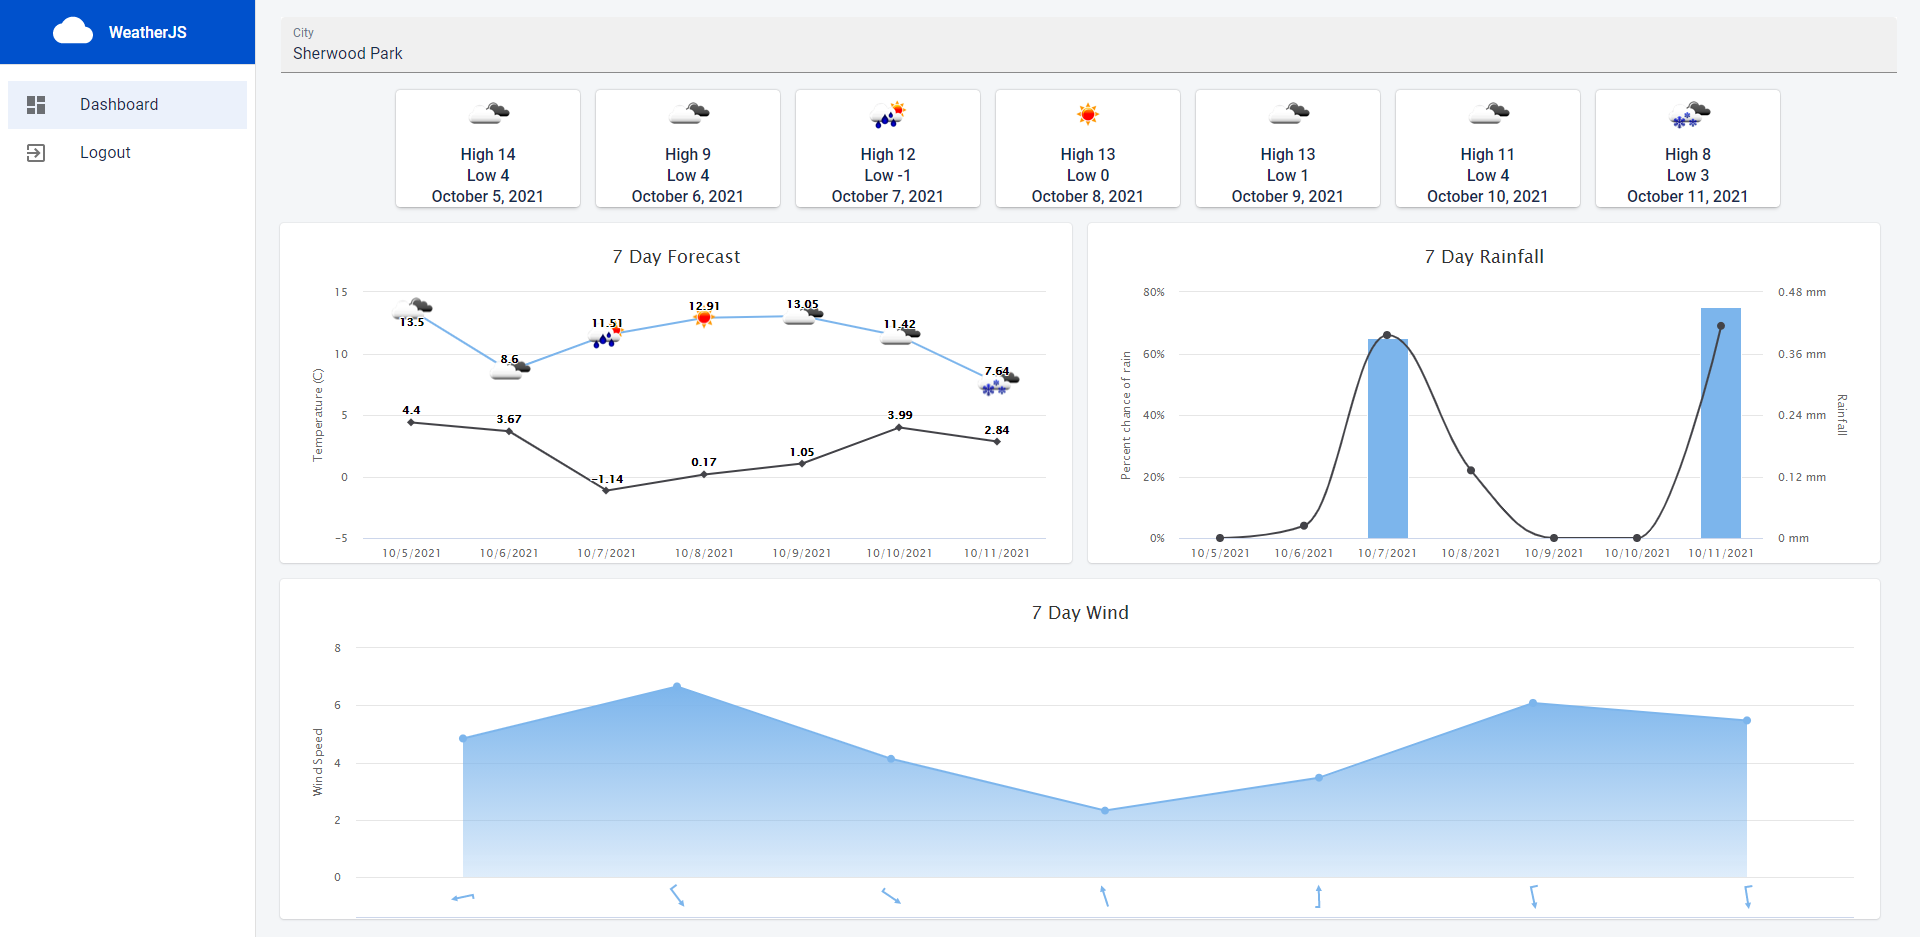 WeatherJS
Dashboard
Logout
City
Sherwood Park
High 14
Low 4
October 5, 2021
High 9
Low 4
October 6, 2021
High 12
Low -1
October 7, 2021
High 13
Low 0
October 8, 2021
High 13
Low 1
October 9, 2021
High 11
Low 4
October 10, 2021
High 8
Low 3
October 11, 2021
7 Day Forecast
Temperature (C)
15
10
5
0
-5
13.5
8.6
11.51
12.91
13.05
11.42
7.64
4.4
3.67
-1.14
0.17
1.05
3.99
2.84
10/5/2021
10/6/2021
10/7/2021
10/8/2021
10/9/2021
10/10/2021
10/11/2021
7 Day Rainfall
Percent chance of rain
80%
60%
40%
20%
0%
0.48 mm
0.36 mm
0.24 mm
0.12 mm
0 mm
Rainfall
10/5/2021
10/6/2021
10/7/2021
10/8/2021
10/9/2021
10/10/2021
10/11/2021
7 Day Wind
Wind Speed
8
6
4
2
0